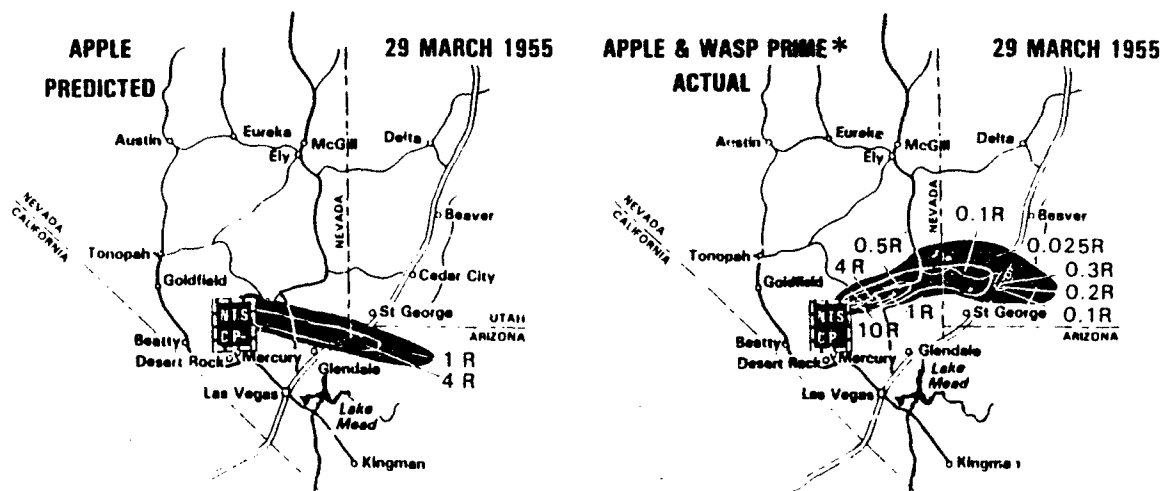 APPLE
PREDICTED
29 MARCH 1955
Austin
Eureka
McGill
Ely
Delta
NEVADA
CALIFORNIA
NEVADA
Beaver
Tonopah
Goldfield
Cedar City
NTS
CP
St George
UTAH
ARIZONA
Beatty
Desert Rock
Mercury
Glendale
1 R
4 R
Las Vegas
Lake
Mead
Kingman
APPLE & WASP PRIME*
ACTUAL
29 MARCH 1955
Austin
Eureka
McGill
Ely
Delta
NEVADA
CALIFORNIA
NEVADA
0.1R
Beaver
Tonopah
0.5R
0.025R
4R
Goldfield
0.3R
0.2R
NTS
CP
10R
1R
St George
0.1R
UTAH
ARIZONA
Beatty
Desert Rock
Mercury
Glendale
Lake
Mead
Las Vegas
Kingman